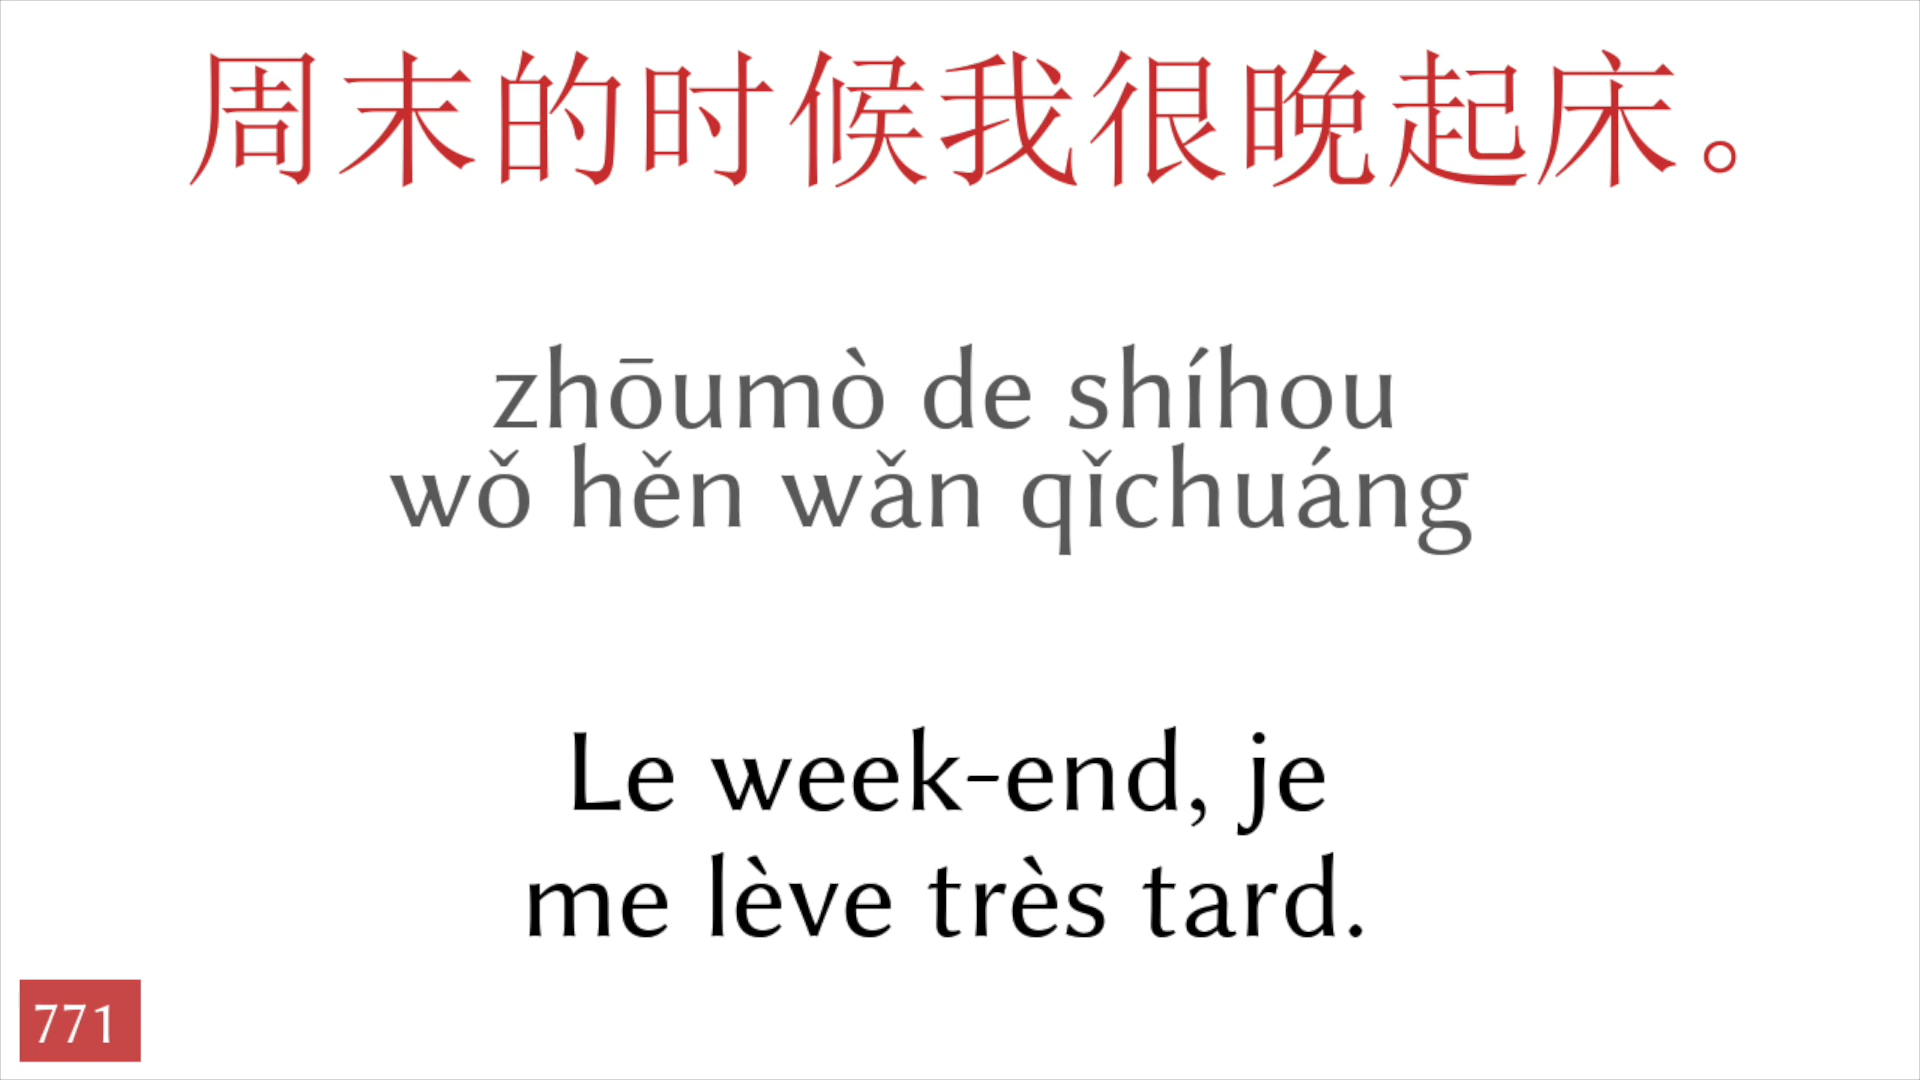 周末的时候我很晚起床。
zhōumò de shíhou
wǒ hěn wǎn qǐchuáng
Le week-end, je
me lève très tard.
771